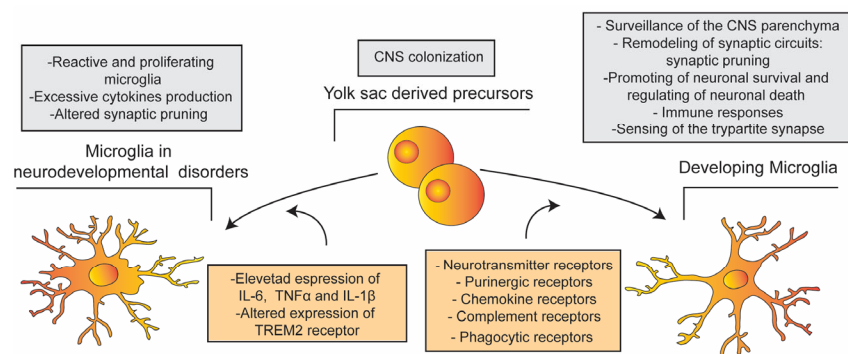 -Reactive and proliferating
microglia
-Excessive cytokines production
-Altered synaptic pruning
Microglia in
neurodevelopmental disorders
CNS colonization
Yolk sac derived precursors
- Surveillance of the CNS parenchyma
- Remodeling of synaptic circuits:
synaptic pruning
-Promoting of neuronal survival and
regulating of neuronal death
- Immune responses
-Sensing of the trypartite synapse
Developing Microglia
-Elevetad espression of
IL-6, TNFα and IL-1β
-Altered expression of
TREM2 receptor
- Neurotransmitter receptors
- Purinergic receptors
- Chemokine receptors
- Complement receptors
- Phagocytic receptors